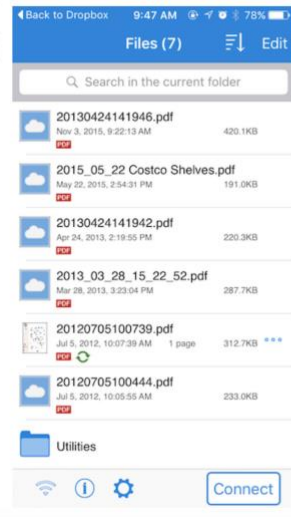 Back to Dropbox 9:47 AM 78%
Files (7) Edit
Search in the current folder
20130424141946.pdf
Nov 3, 2015, 9:22:13 AM 420.1KB
PDF
2015_05_22 Costco Shelves.pdf
May 22, 2015, 2:54:31 PM 191.0KB
PDF
20130424141942.pdf
Apr 24, 2013, 2:19:55 PM 220.3KB
PDF
2013_03_28_15_22_52.pdf
Mar 28, 2013, 3:23:04 PM 287.7KB
PDF
20120705100739.pdf
Jul 5, 2012, 10:07:39 AM 1 page 312.7KB
PDF
20120705100444.pdf
Jul 5, 2012, 10:05:55 AM 233.0KB
PDF
Utilities
Connect